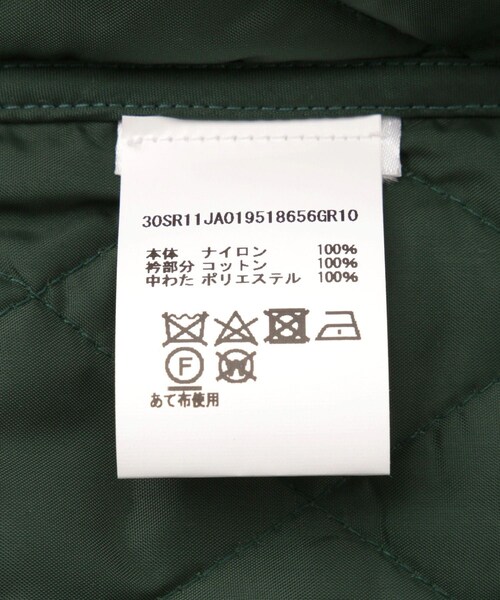 30SR11JA019518656GR10
本体 ナイロン 100%
衿部分 コットン 100%
中わた ポリエステル 100%
F
W
あて布使用